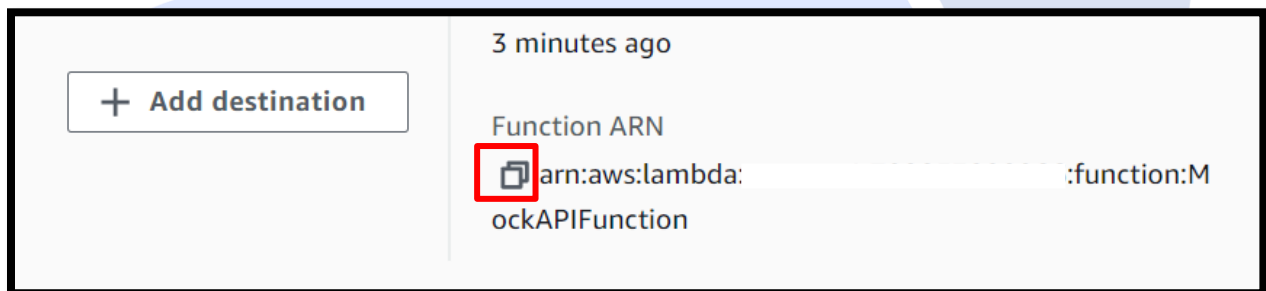 3 minutes ago
+ Add destination
Function ARN
arn:aws:lambda: :function:M
ockAPIFunction